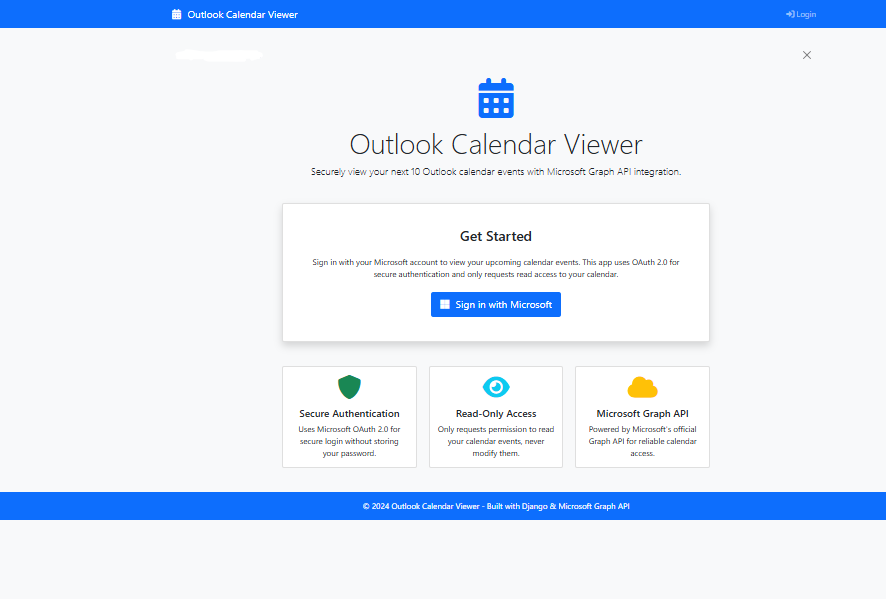 Outlook Calendar Viewer
Login
Outlook Calendar Viewer
Securely view your next 10 Outlook calendar events with Microsoft Graph API integration.
Get Started
Sign in with your Microsoft account to view your upcoming calendar events. This app uses OAuth 2.0 for
secure authentication and only requests read access to your calendar.
Sign in with Microsoft
Secure Authentication
Uses Microsoft OAuth 2.0 for
secure login without storing
your password.
Read-Only Access
Only requests permission to read
your calendar events, never
modify them.
Microsoft Graph API
Powered by Microsoft's official
Graph API for reliable calendar
access.
© 2024 Outlook Calendar Viewer - Built with Django & Microsoft Graph API